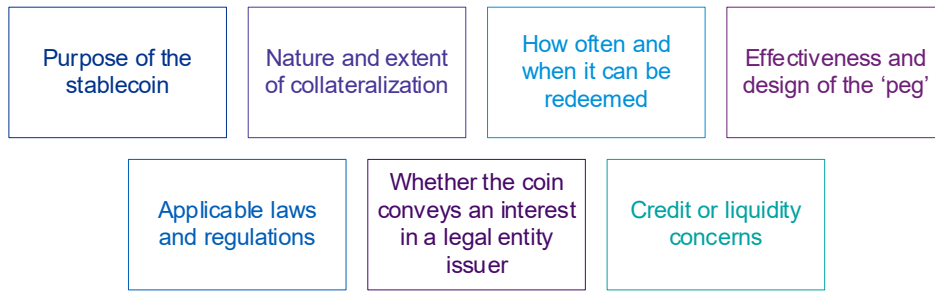 Purpose of the
stablecoin
Nature and extent
of collateralization
How often and
when it can be
redeemed
Effectiveness and
design of the ‘peg’
Applicable laws
and regulations
Whether the coin
conveys an interest
in a legal entity
issuer
Credit or liquidity
concerns